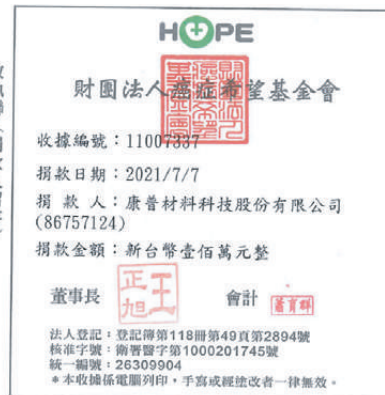 HOPE
財團法人癌症希望基金會
收據編號：11007337
捐款日期：2021/7/7
捐 款 人：康普材料科技股份有限公司
(86757124)
捐款金額：新台幣壹佰萬元整
董事長
王正旭
會計
法人登記：登記簿第118冊第49頁第2894號
核准字號：衛署醫字第1000201745號
統一編號：26309904
＊本收據係電腦列印，手寫或經塗改者一律無效。